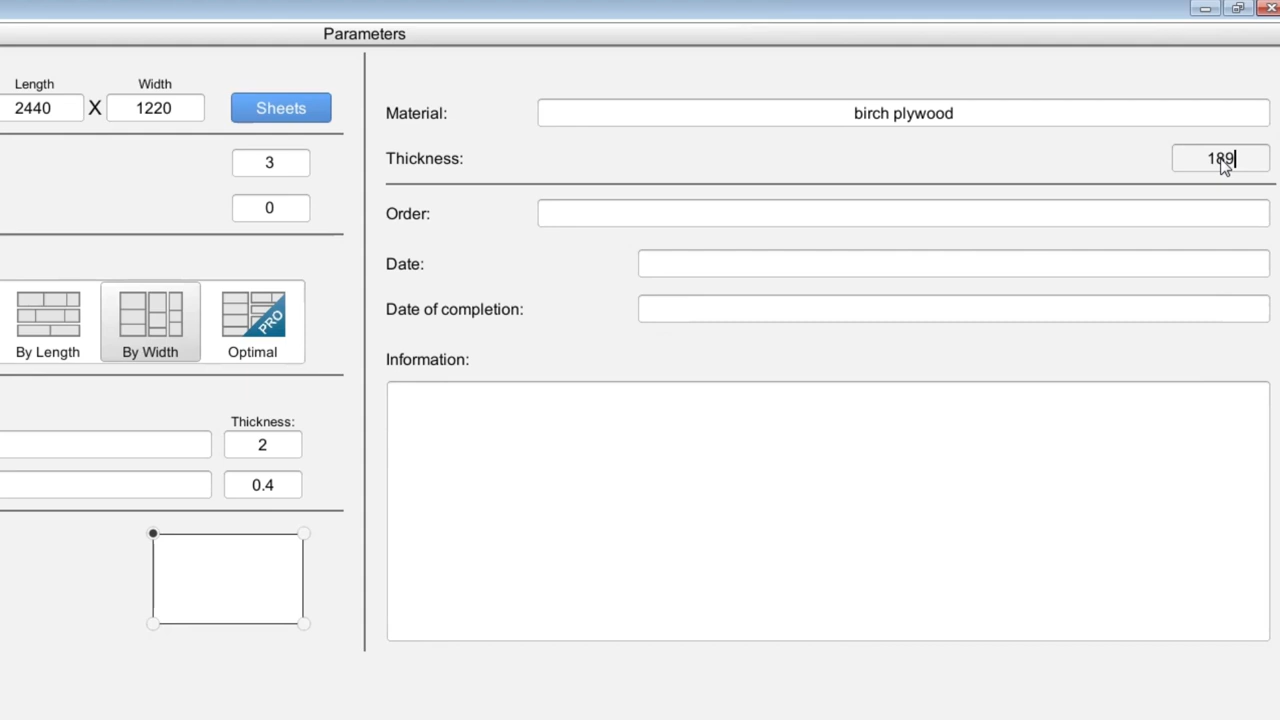 Parameters
Length Width
2440 X 1220 Sheets
3
0
By Length By Width Optimal
PRO
Thickness:
2
0.4
Material: birch plywood
Thickness: 189
Order:
Date:
Date of completion:
Information: